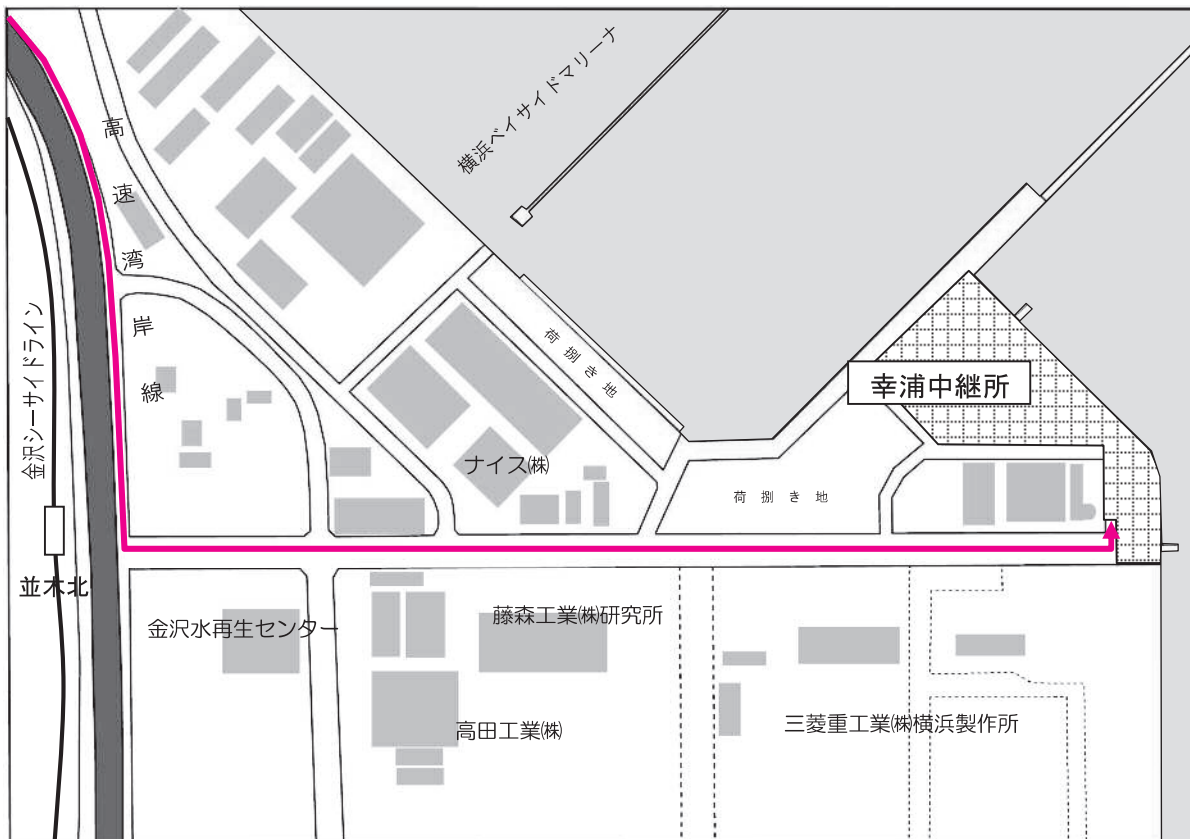 横浜ベイサイドマリーナ
高速湾岸線
金沢シーサイドライン
荷捌き地
幸浦中継所
ナイス㈱
荷捌き地
並木北
金沢水再生センター
藤森工業㈱研究所
高田工業㈱
三菱重工業㈱横浜製作所